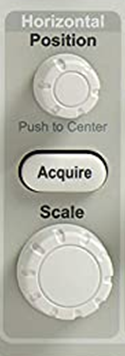 Horizontal
Position
Push to Center
Acquire
Scale